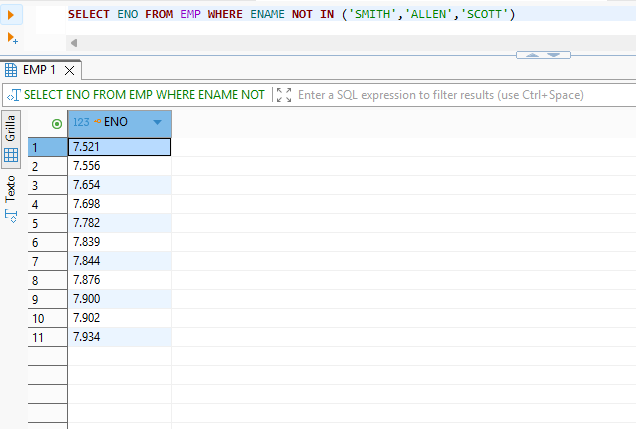 SELECT ENO FROM EMP WHERE ENAME NOT IN ('SMITH','ALLEN','SCOTT')
EMP 1
SELECT ENO FROM EMP WHERE ENAME NOT
Enter a SQL expression to filter results (use Ctrl+Space)
Grilla
Texto
123 ENO
1 7.521
2 7.556
3 7.654
4 7.698
5 7.782
6 7.839
7 7.844
8 7.876
9 7.900
10 7.902
11 7.934